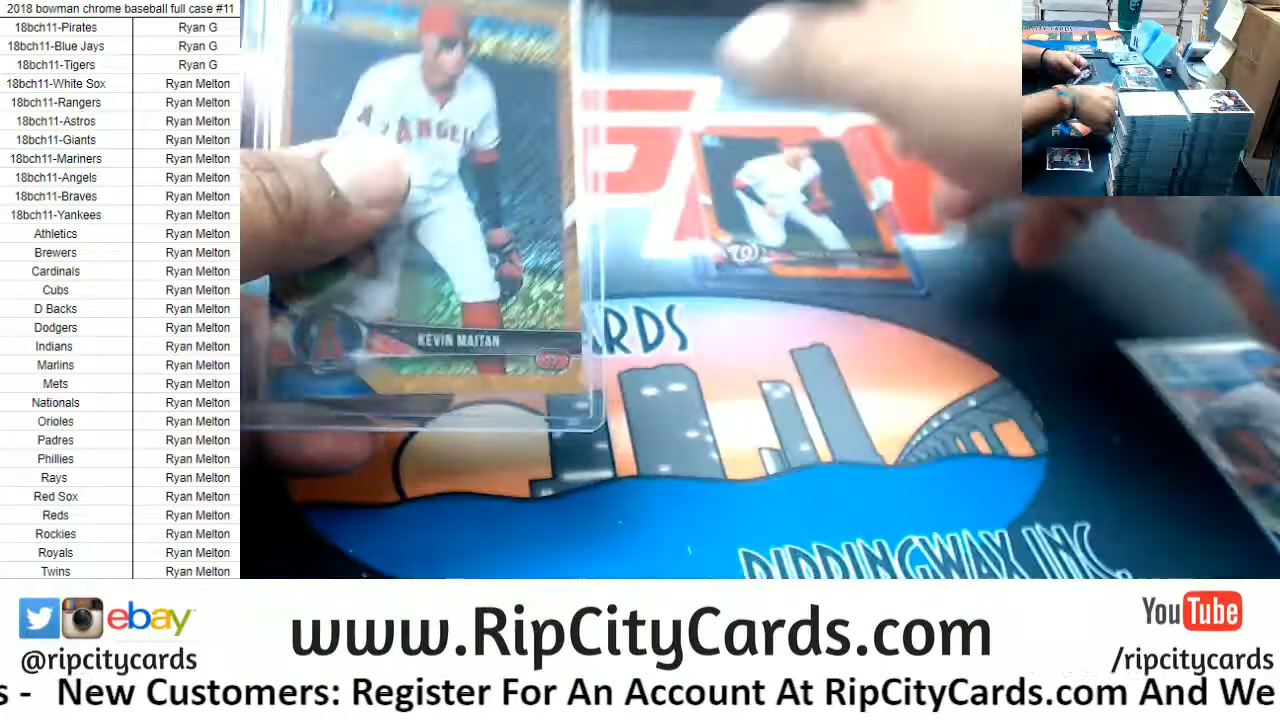 2018 bowman chrome baseball full case #11
18bch11-Pirates Ryan G
18bch11-Blue Jays Ryan G
18bch11-Tigers Ryan G
18bch11-White Sox Ryan Melton
18bch11-Rangers Ryan Melton
18bch11-Astros Ryan Melton
18bch11-Giants Ryan Melton
18bch11-Mariners Ryan Melton
18bch11-Angels Ryan Melton
18bch11-Braves Ryan Melton
18bch11-Yankees Ryan Melton
Athletics Ryan Melton
Brewers Ryan Melton
Cardinals Ryan Melton
Cubs Ryan Melton
D Backs Ryan Melton
Dodgers Ryan Melton
Indians Ryan Melton
Marlins Ryan Melton
Mets Ryan Melton
Nationals Ryan Melton
Orioles Ryan Melton
Padres Ryan Melton
Phillies Ryan Melton
Rays Ryan Melton
Red Sox Ryan Melton
Reds Ryan Melton
Rockies Ryan Melton
Royals Ryan Melton
Twins Ryan Melton
ANGEL
KEVIN MAITAN
A
W
ARDS
RIPPINGWAX INC.
ebay
@ripcitycards
www.RipCityCards.com
YouTube
/ripcitycards
s - New Customers: Register For An Account At RipCityCards.com And We